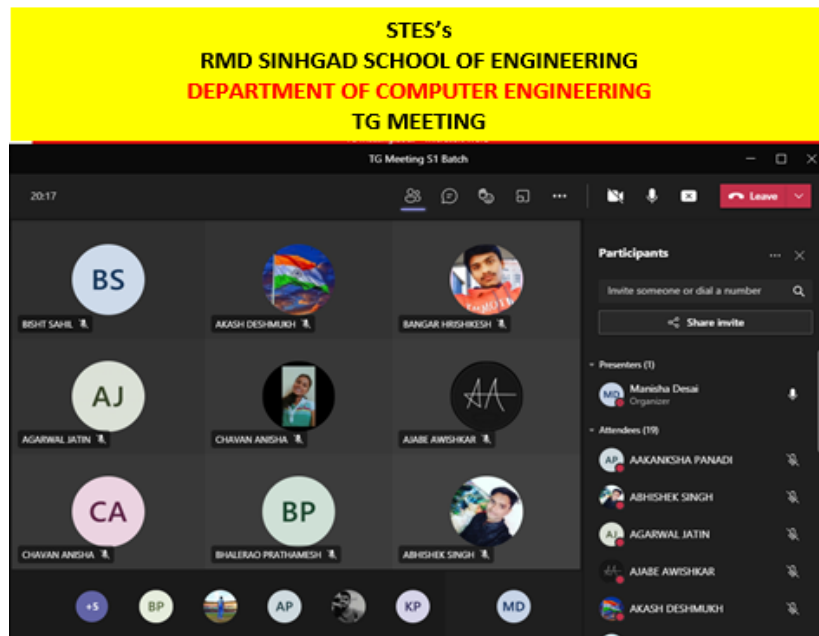 STES's
RMD SINHGAD SCHOOL OF ENGINEERING
DEPARTMENT OF COMPUTER ENGINEERING
TG MEETING
TG Meeting S1 Batch
20:17
Leave
BS
BISHT SAHIL
AKASH DESHMUKH
BANGAR HRISHIKESH
AJ
AGARWAL JATIN
CHAVAN ANISHA
AJABE AWISHKAR
CA
CHAVAN ANISHA
BP
BHALERAO PRATHAMESH
ABHISHEK SINGH
+5
BP
AP
KP
MD
Participants
Invite someone or dial a number
Share invite
Presenters (1)
MD
Manisha Desai
Organizer
Attendees (19)
AP
AAKANKSHA PANADI
ABHISHEK SINGH
AJ
AGARWAL JATIN
AJABE AWISHKAR
AKASH DESHMUKH